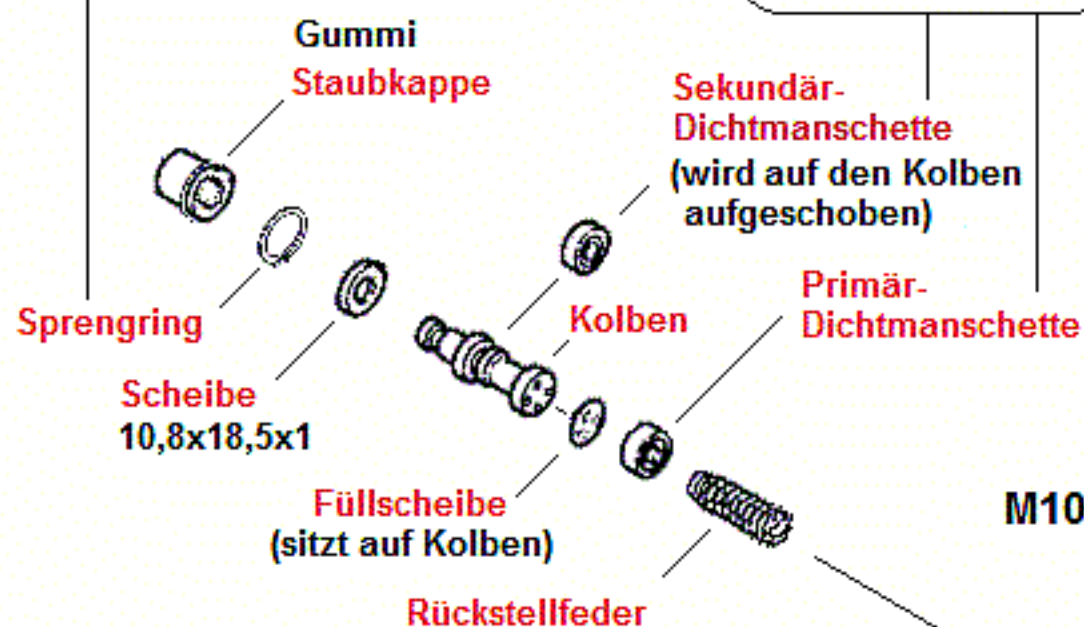 Gummi
Staubkappe
Sekundär-
Dichtmanschette
(wird auf den Kolben
aufgeschoben)
Primär-
Dichtmanschette
Sprengring
Kolben
Scheibe
10,8x18,5x1
Füllscheibe
(sitzt auf Kolben)
M10
Rückstellfeder